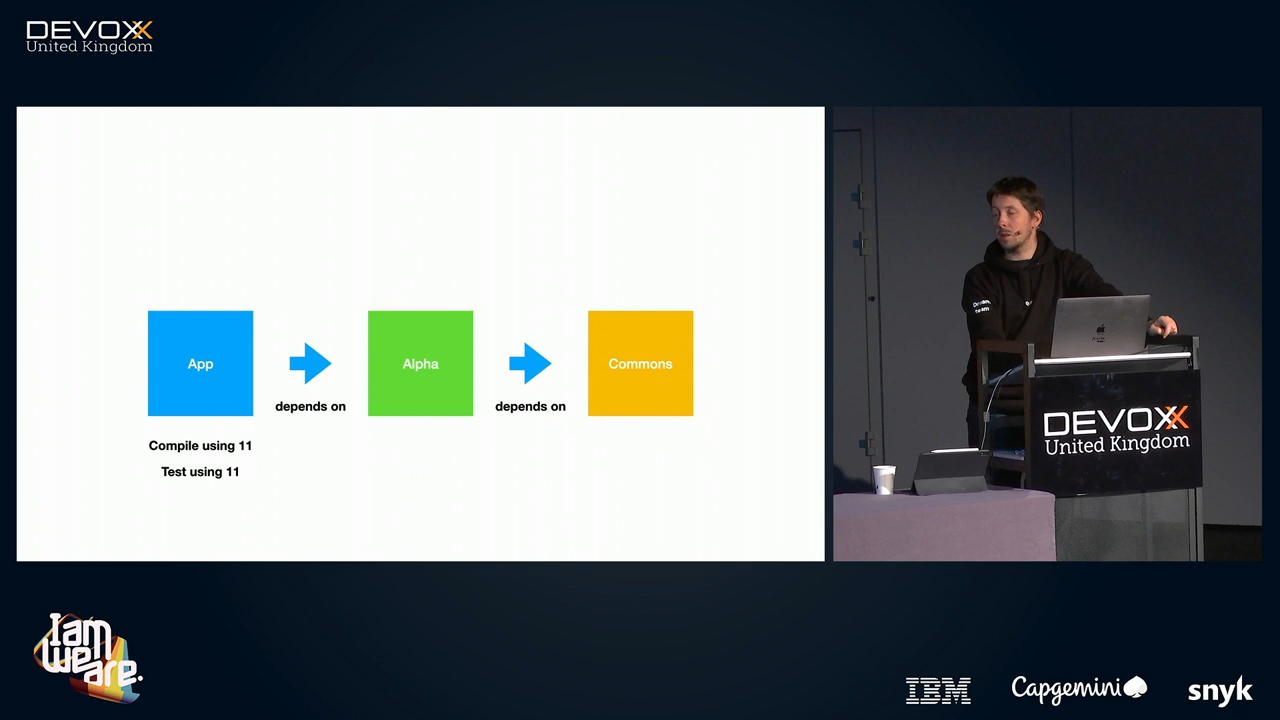 DEVOXX
United Kingdom
App
Alpha
Commons
depends on
depends on
Compile using 11
Test using 11
DEVOXX
United Kingdom
I am
we
are.
IBM
Capgemini
snyk